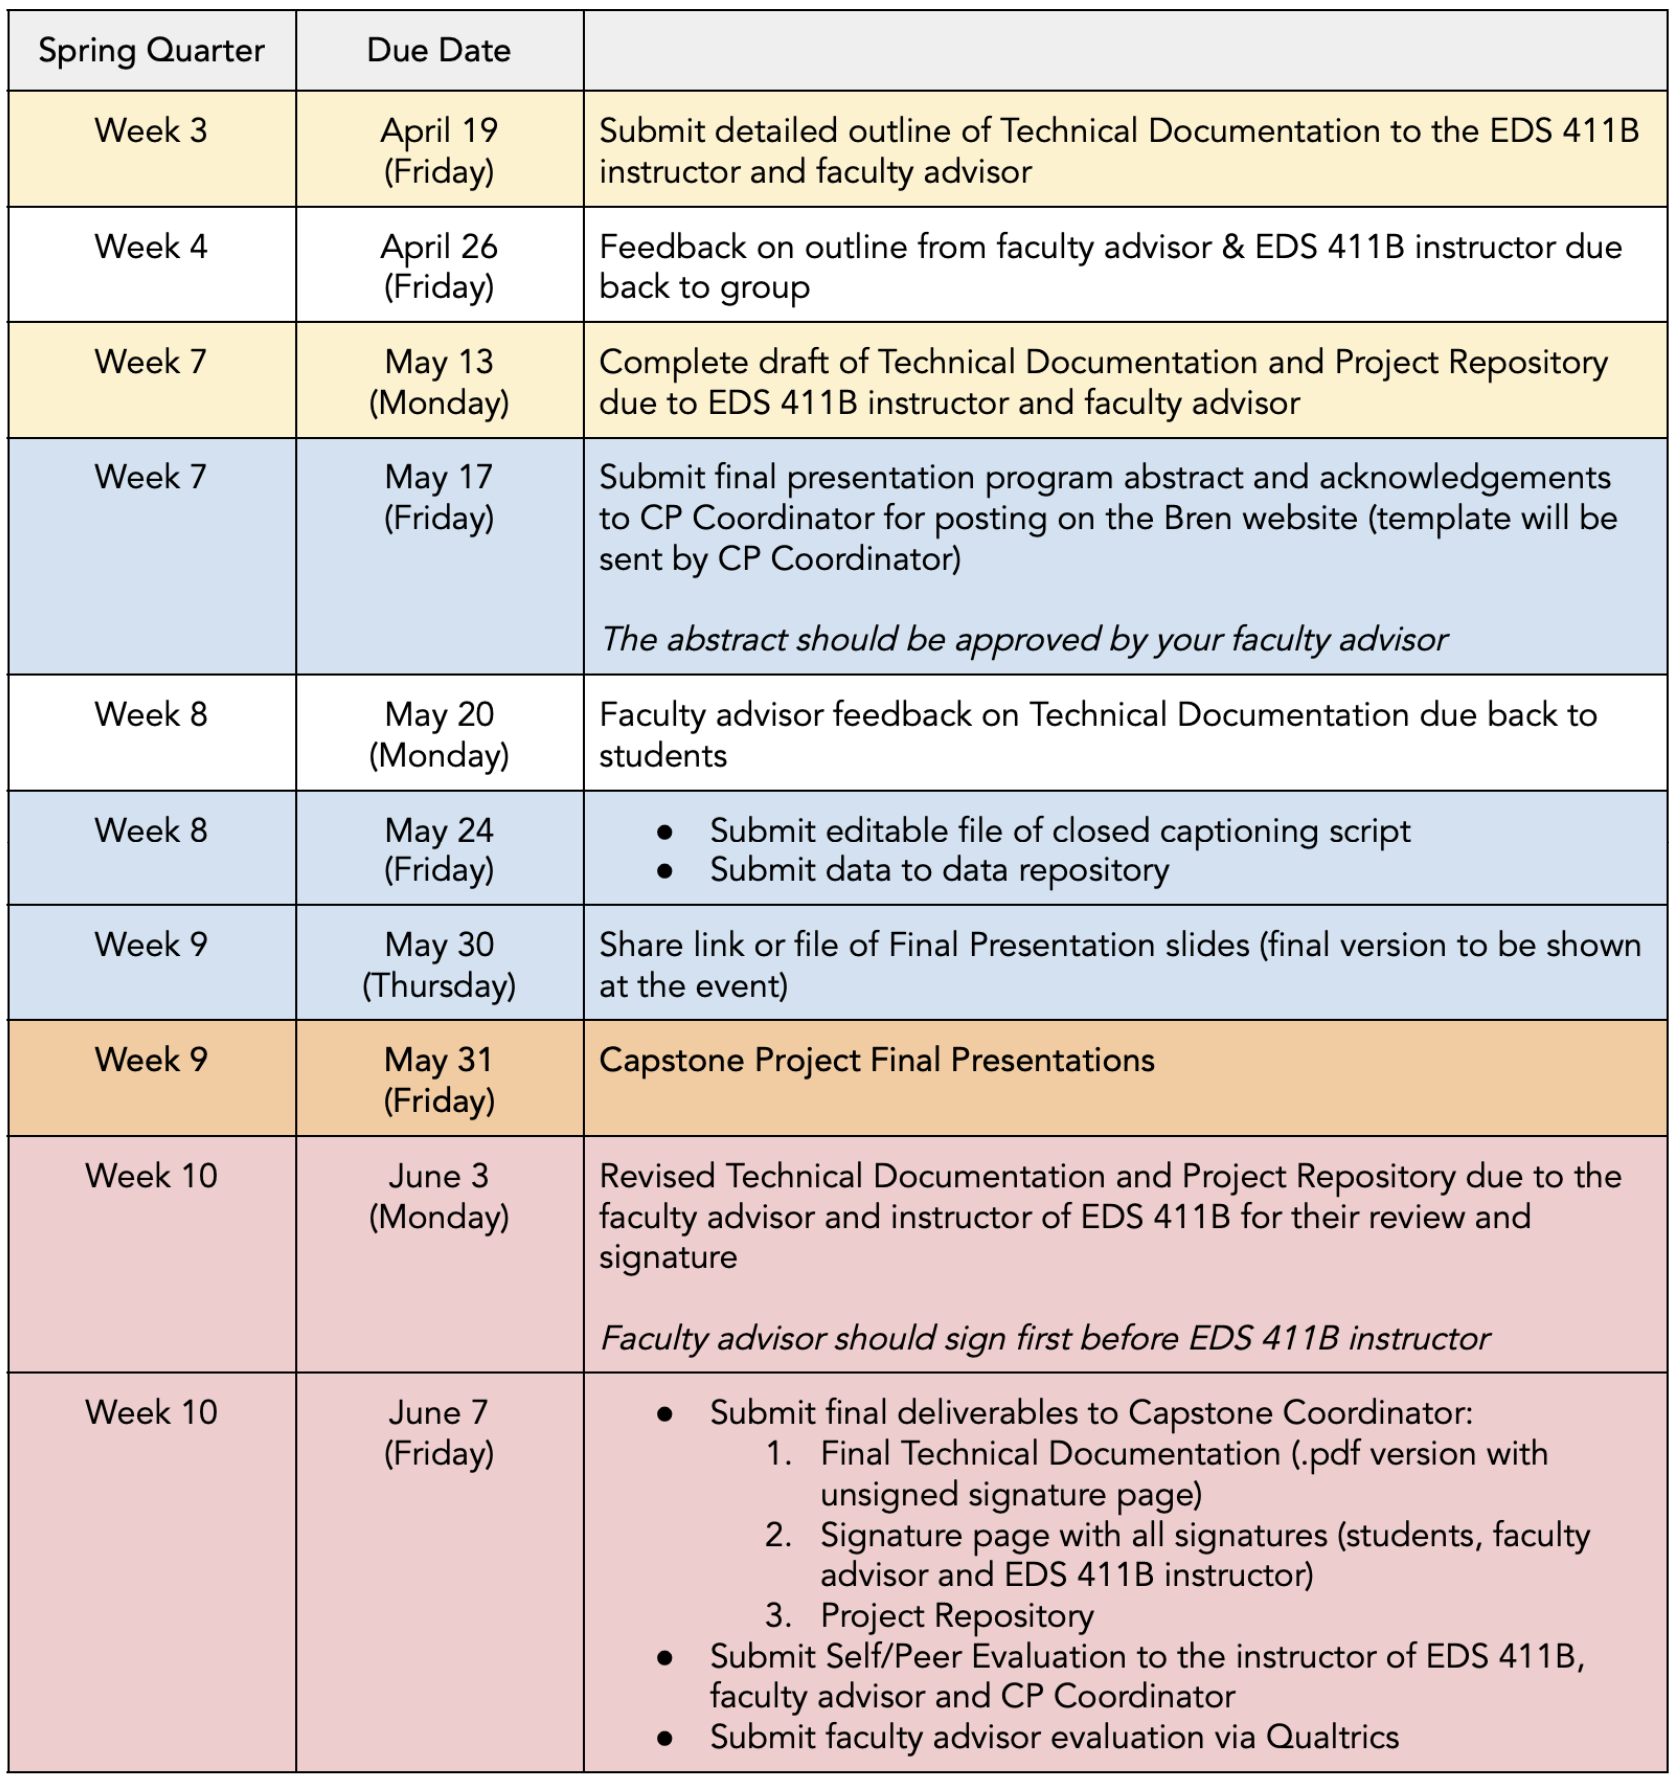 Spring Quarter
Due Date
Week 3
April 19
(Friday)
Submit detailed outline of Technical Documentation to the EDS 411B
instructor and faculty advisor
Week 4
April 26
(Friday)
Feedback on outline from faculty advisor & EDS 411B instructor due
back to group
Week 7
May 13
(Monday)
Complete draft of Technical Documentation and Project Repository
due to EDS 411B instructor and faculty advisor
Week 7
May 17
(Friday)
Submit final presentation program abstract and acknowledgements
to CP Coordinator for posting on the Bren website (template will be
sent by CP Coordinator)
The abstract should be approved by your faculty advisor
Week 8
May 20
(Monday)
Faculty advisor feedback on Technical Documentation due back to
students
Week 8
May 24
(Friday)
● Submit editable file of closed captioning script
● Submit data to data repository
Week 9
May 30
(Thursday)
Share link or file of Final Presentation slides (final version to be shown
at the event)
Week 9
May 31
(Friday)
Capstone Project Final Presentations
Week 10
June 3
(Monday)
Revised Technical Documentation and Project Repository due to the
faculty advisor and instructor of EDS 411B for their review and
signature
Faculty advisor should sign first before EDS 411B instructor
Week 10
June 7
(Friday)
● Submit final deliverables to Capstone Coordinator:
1. Final Technical Documentation (.pdf version with
unsigned signature page)
2. Signature page with all signatures (students, faculty
advisor and EDS 411B instructor)
3. Project Repository
● Submit Self/Peer Evaluation to the instructor of EDS 411B,
faculty advisor and CP Coordinator
● Submit faculty advisor evaluation via Qualtrics